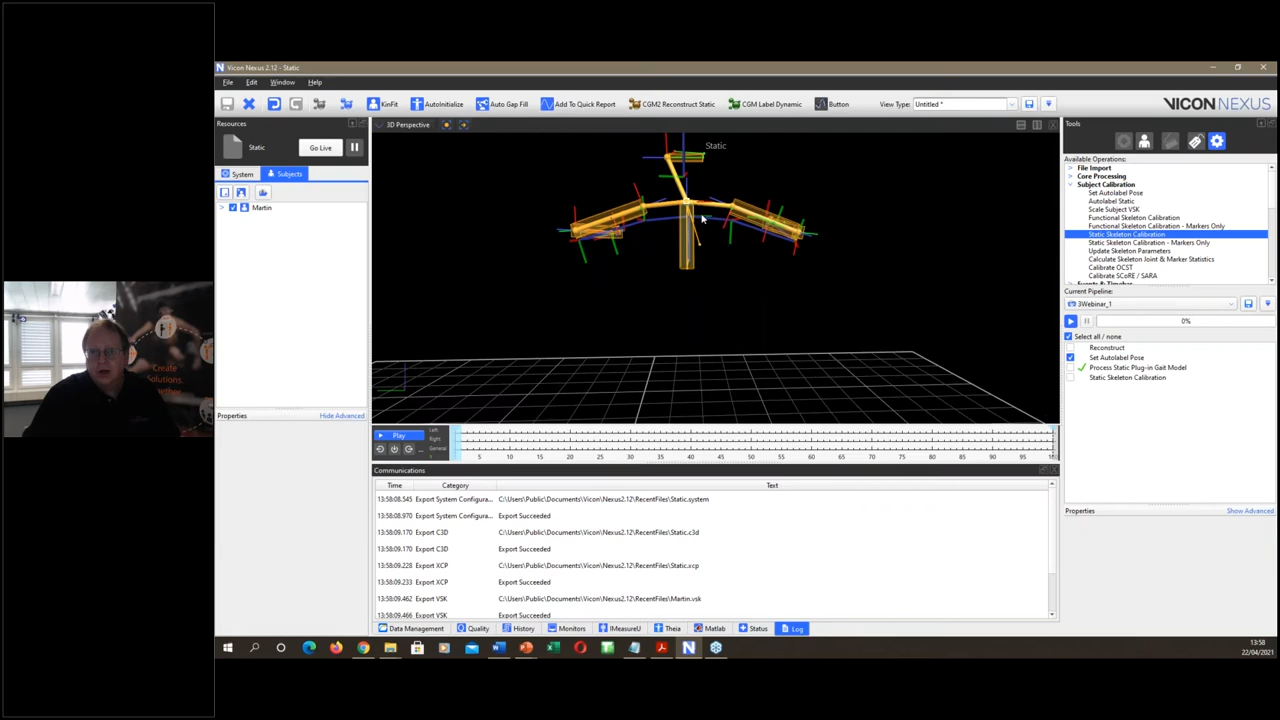 Vicon Nexus 2.12 - Static
File Edit Window Help
KinFit AutoInitialize Auto Gap Fill Add To Quick Report CGM2 Reconstruct Static CGM Label Dynamic Button View Type: Untitled * VICON NEXUS
Resources
Static Go Live
System Subjects
Martin
Properties Hide Advanced
3D Perspective
Static
Play
Left:
Right:
General
5 10 15 20 25 30 35 40 45 50 55 60 65 70 75 80 85 90 95
Communications
Time Category Text
13:58:08.545 Export System Configura... C:\Users\Public\Documents\Vicon\Nexus2.12\RecentFiles\Static.system
13:58:08.970 Export System Configura... Export Succeeded
13:58:09.170 Export C3D C:\Users\Public\Documents\Vicon\Nexus2.12\RecentFiles\Static.c3d
13:58:09.170 Export C3D Export Succeeded
13:58:09.228 Export XCP C:\Users\Public\Documents\Vicon\Nexus2.12\RecentFiles\Static.xcp
13:58:09.233 Export XCP Export Succeeded
13:58:09.462 Export VSK C:\Users\Public\Documents\Vicon\Nexus2.12\RecentFiles\Martin.vsk
13:58:09.466 Export VSK Export Succeeded
Data Management Quality History Monitors IMeasureU Theia Matlab Status Log
Tools
Available Operations:
File Import
Core Processing
Subject Calibration
Set Autolabel Pose
Autolabel Static
Scale Subject VSK
Functional Skeleton Calibration
Functional Skeleton Calibration - Markers Only
Static Skeleton Calibration
Static Skeleton Calibration - Markers Only
Update Skeleton Parameters
Calculate Skeleton Joint & Marker Statistics
Calibrate OCST
Calibrate SCoRE / SARA
Current Pipeline:
3Webinar_1
0%
Select all / none
Reconstruct
Set Autolabel Pose
Process Static Plug-in Gait Model
Static Skeleton Calibration
Properties Show Advanced
Create
Solutions.
13:58
22/04/2021